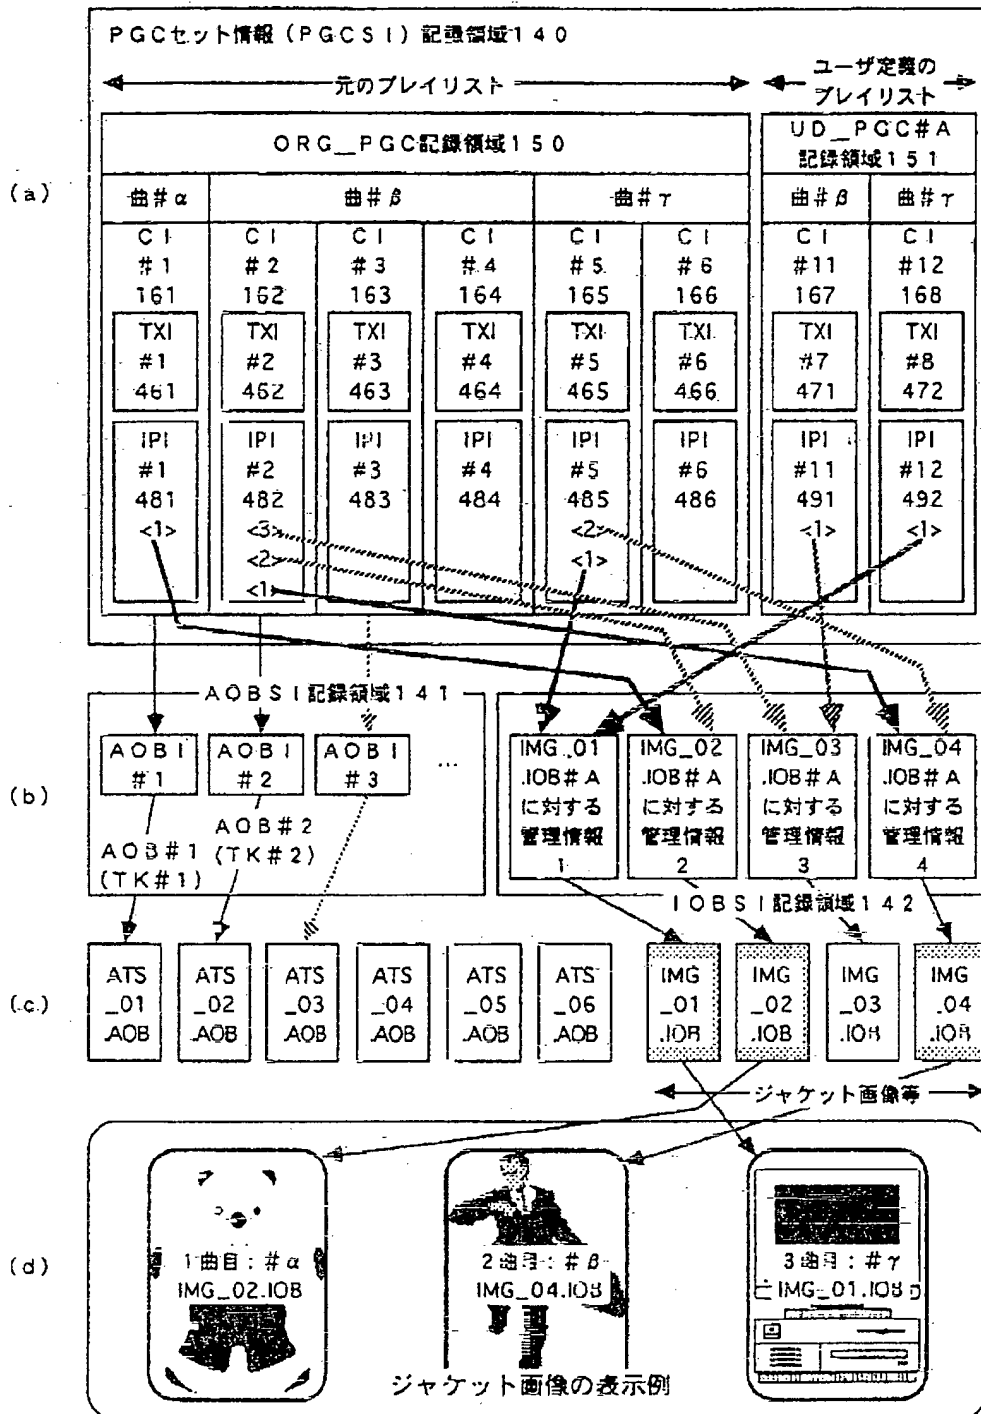 PGCセット情報（PGCSI）記憶領域140
元のプレイリスト
ユーザ定義の
プレイリスト
ORG_PGC記録領域150
UD_PGC#A
記録領域151
(a)
曲#α 曲#β 曲#γ 曲#β 曲#γ
CI CI CI CI CI CI CI CI
#1 #2 #3 #4 #5 #6 #11 #12
161 162 163 164 165 166 167 168
TXI TXI TXI TXI TXI TXI TXI TXI
#1 #2 #3 #4 #5 #6 #7 #8
461 462 463 464 465 466 471 472
IPI IPI IPI IPI IPI IPI IPI IPI
#1 #2 #3 #4 #5 #6 #11 #12
481 482 483 484 485 486 491 492
<1> <3> <2> <1> <1>
<2> <1>
<1>
AOBSI記録領域141
(b)
AOBI AOBI AOBI
#1 #2 #3 …
AOB#1
(TK#1)
AOB#2
(TK#2)
IMG_01 IMG_02 IMG_03 IMG_04
.IOB#A .IOB#A .IOB#A .IOB#A
に対する に対する に対する に対する
管理情報 管理情報 管理情報 管理情報
1 2 3 4
IOBSI記録領域142
(c)
ATS ATS ATS ATS ATS ATS IMG IMG IMG IMG
_01 _02 _03 _04 _05 _06 _01 _02 _03 _04
.AOB .AOB .AOB .AOB .AOB .AOB .IOB .IOB .IOB .IOB
ジャケット画像等
(d)
1曲目：#α 2曲目：#β 3曲目：#γ
IMG_02.IOB IMG_04.IOB IMG_01.IOB
ジャケット画像の表示例